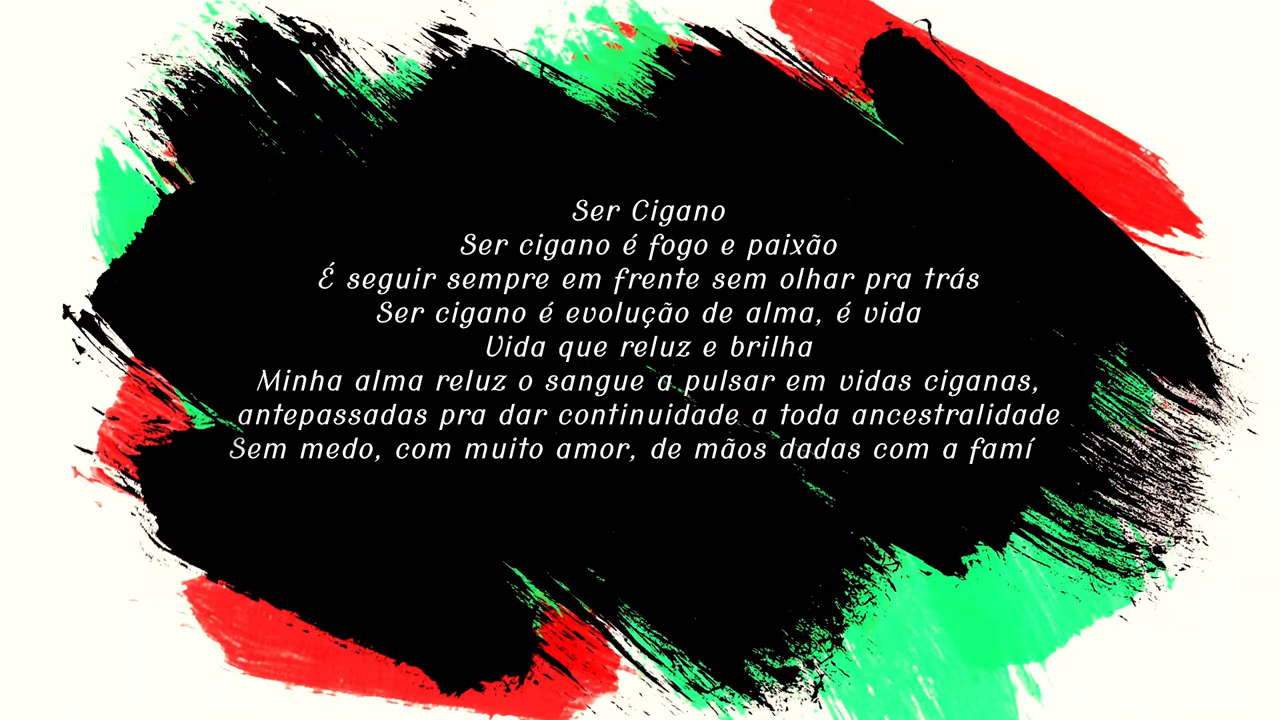 Ser Cigano
Ser cigano é fogo e paixão
É seguir sempre em frente sem olhar pra trás
Ser cigano é evolução de alma, é vida
Vida que reluz e brilha
Minha alma reluz o sangue a pulsar em vidas ciganas,
antepassadas pra dar continuidade a toda ancestralidade
Sem medo, com muito amor, de mãos dadas com a famí